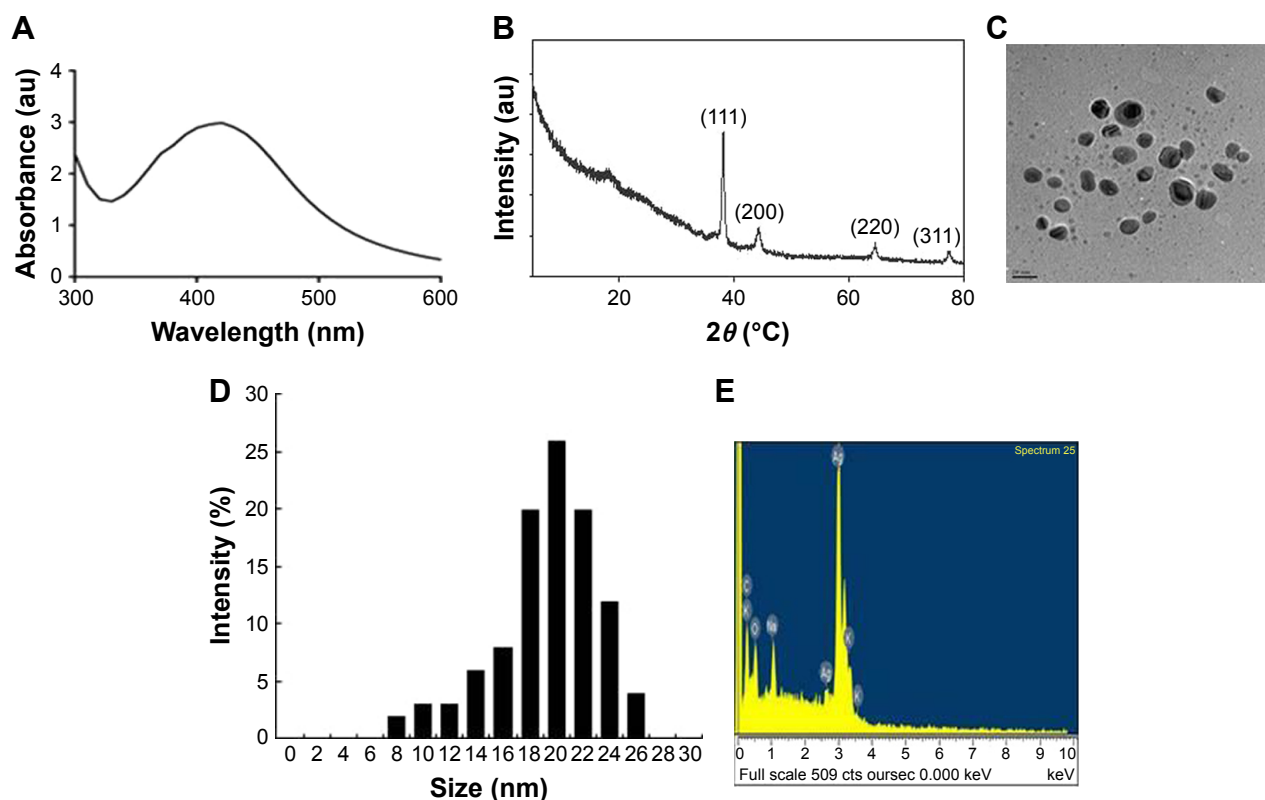 A
Absorbance (au)
4
3
2
1
0
300 400 500 600
Wavelength (nm)
B
Intensity (au)
(111)
(200)
(220)
(311)
20 40 60 80
2θ (°C)
C
D
Intensity (%)
30
25
20
15
10
5
0
0 2 4 6 8 10 12 14 16 18 20 22 24 26 28 30
Size (nm)
E
Spectrum 25
Ag
C
K
O
Na
Ag
K
K
0 1 2 3 4 5 6 7 8 9 10
Full scale 509 cts oursec 0.000 keV keV